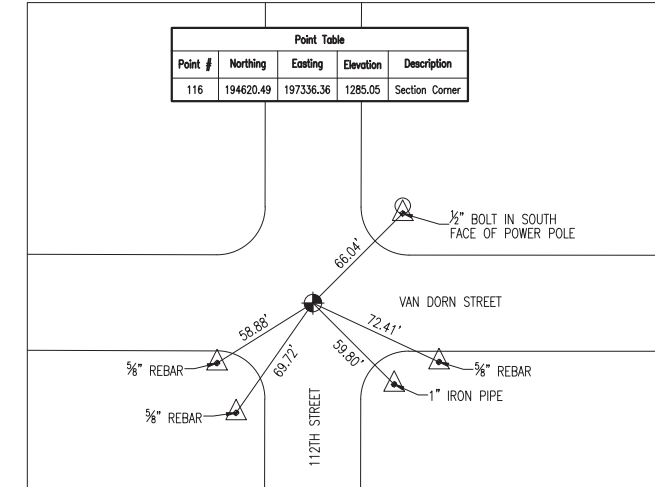 Point Table
Point # Northing Easting Elevation Description
116 194620.49 197336.36 1285.05 Section Corner
½" BOLT IN SOUTH
FACE OF POWER POLE
66.04'
VAN DORN STREET
58.88'
72.41'
69.72'
59.80'
⅝" REBAR
⅝" REBAR
1" IRON PIPE
⅝" REBAR
112TH STREET